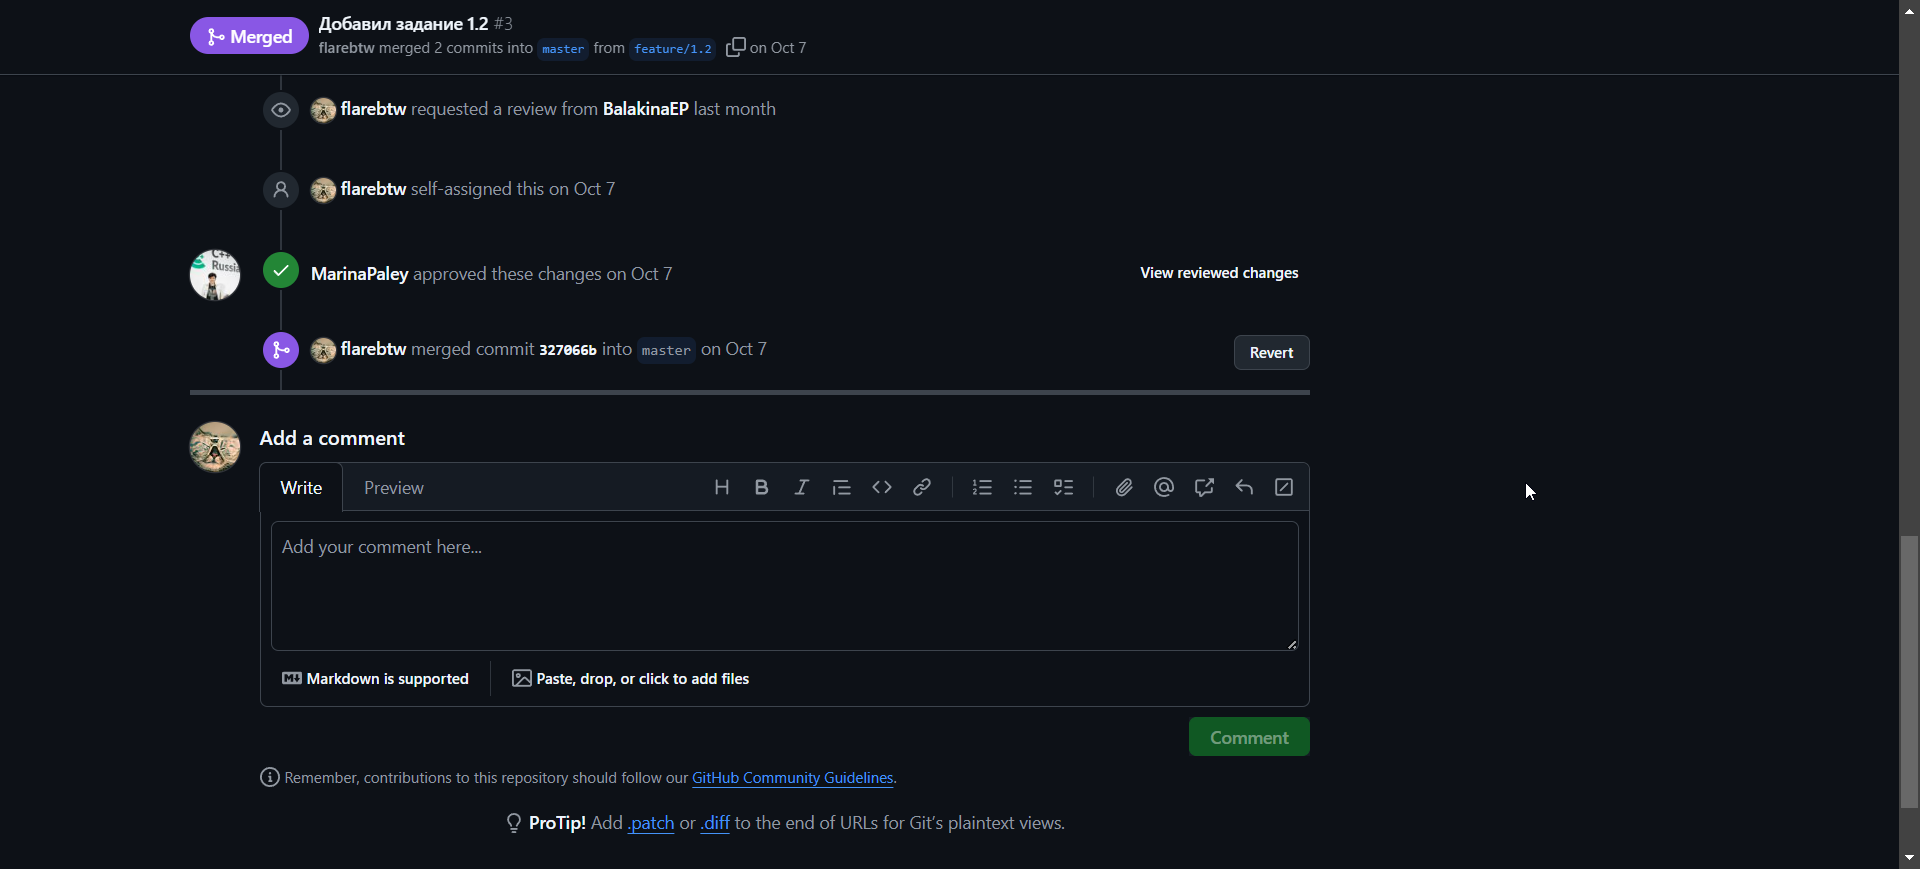 Merged
Добавил задание 1.2 #3
flarebtw merged 2 commits into master from feature/1.2 on Oct 7
flarebtw requested a review from BalakinaEP last month
flarebtw self-assigned this on Oct 7
C++
Russia
MarinaPaley approved these changes on Oct 7
View reviewed changes
flarebtw merged commit 327066b into master on Oct 7
Revert
Add a comment
Write Preview
Add your comment here...
Markdown is supported
Paste, drop, or click to add files
Comment
Remember, contributions to this repository should follow our GitHub Community Guidelines.
ProTip! Add .patch or .diff to the end of URLs for Git's plaintext views.